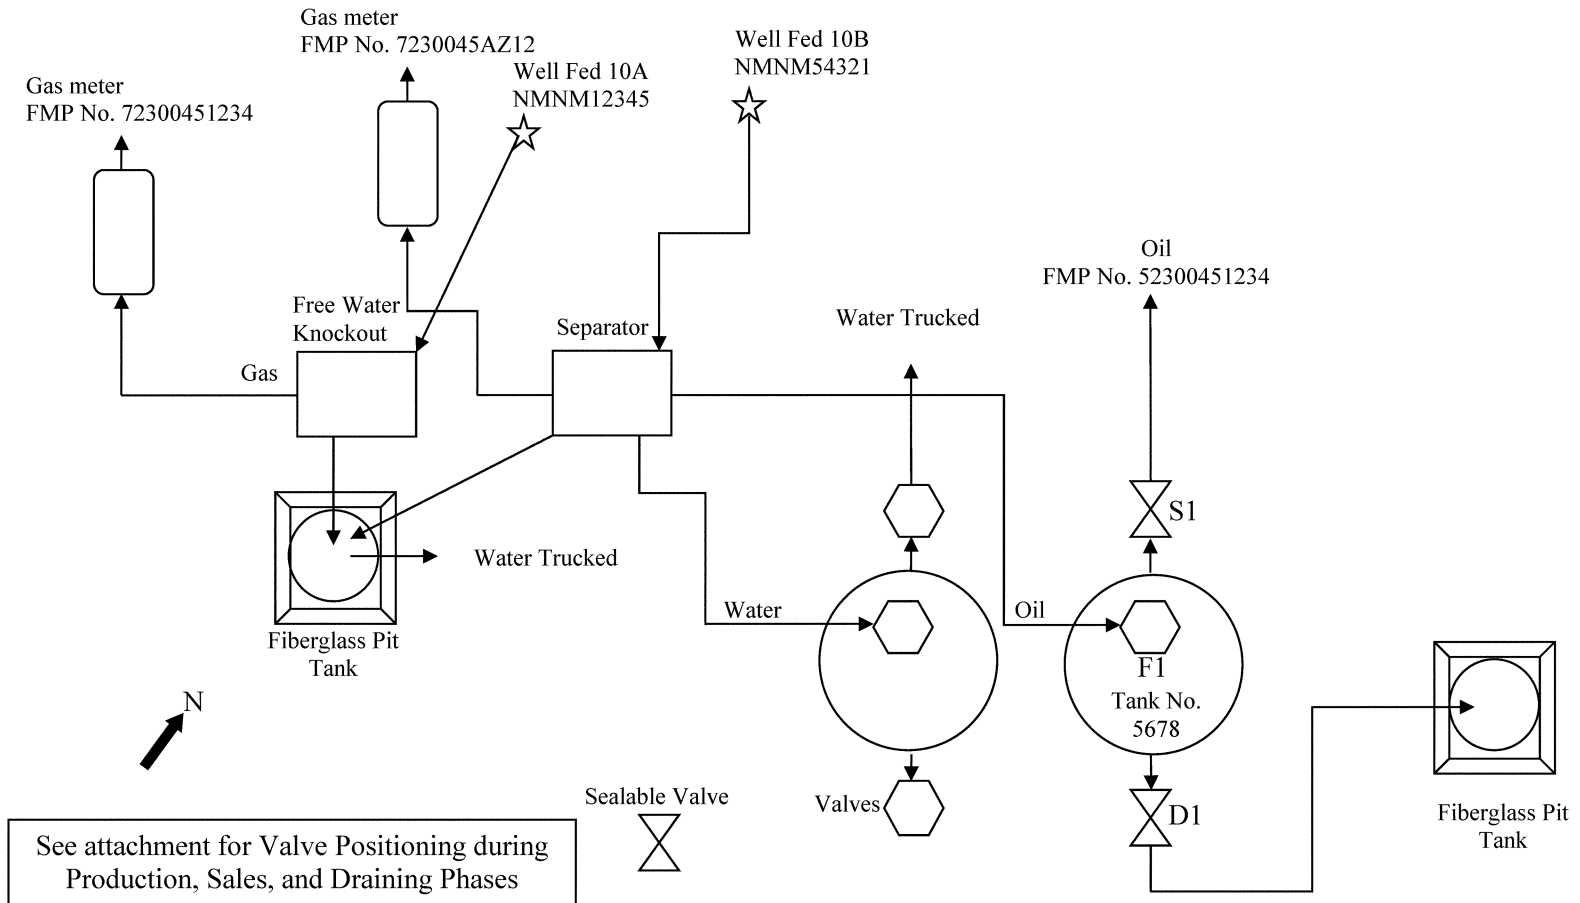 Gas meter
FMP No. 7230045AZ12
Well Fed 10B
NMNM54321
Well Fed 10A
NMNM12345
Gas meter
FMP No. 72300451234
Oil
FMP No. 52300451234
Free Water
Knockout
Separator
Water Trucked
Gas
S1
Water Trucked
Water
Oil
Fiberglass Pit
Tank
F1
Tank No.
5678
N
Sealable Valve
Valves
D1
Fiberglass Pit
Tank
See attachment for Valve Positioning during
Production, Sales, and Draining Phases